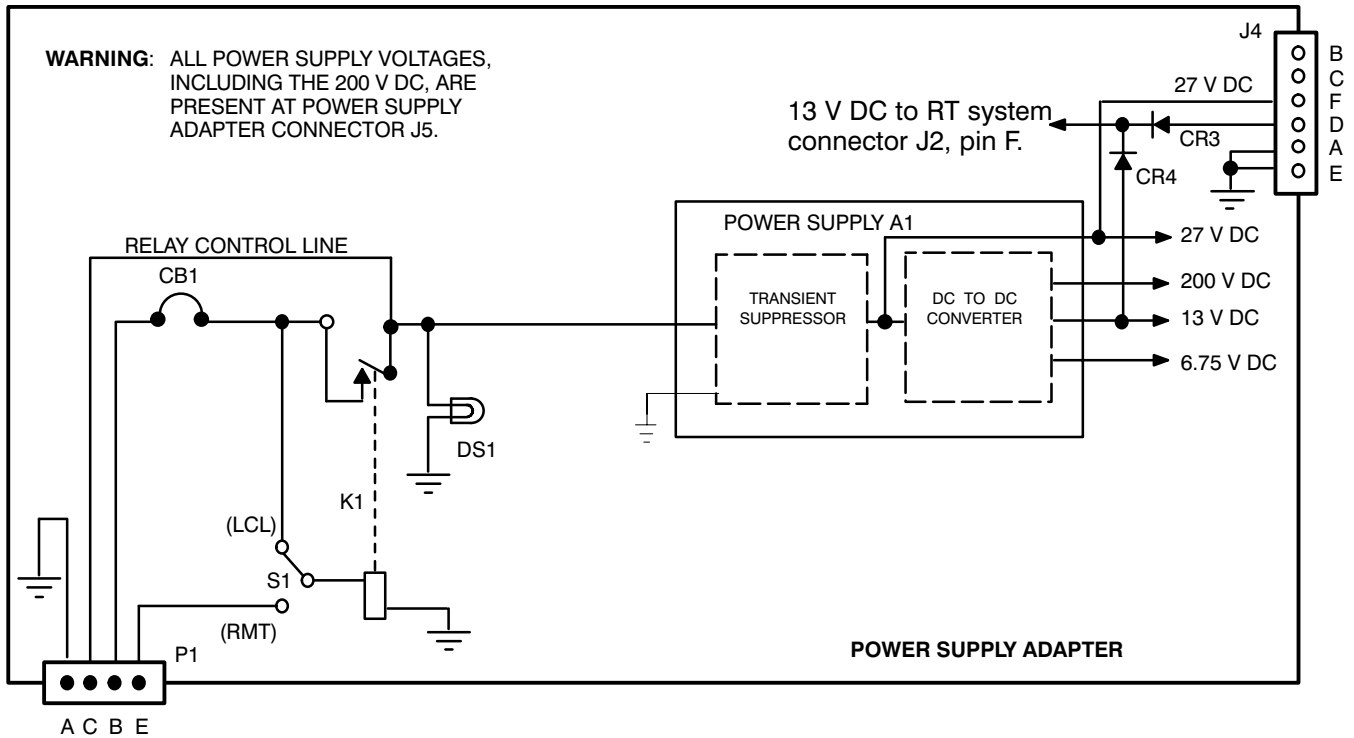 WARNING: ALL POWER SUPPLY VOLTAGES,
INCLUDING THE 200 V DC, ARE
PRESENT AT POWER SUPPLY
ADAPTER CONNECTOR J5.
J4
B
C
F
D
A
E
27 V DC
13 V DC to RT system
connector J2, pin F.
CR3
CR4
POWER SUPPLY A1
TRANSIENT
SUPPRESSOR
DC TO DC
CONVERTER
27 V DC
200 V DC
13 V DC
6.75 V DC
RELAY CONTROL LINE
CB1
DS1
K1
(LCL)
S1
(RMT)
P1
POWER SUPPLY ADAPTER
A C B E